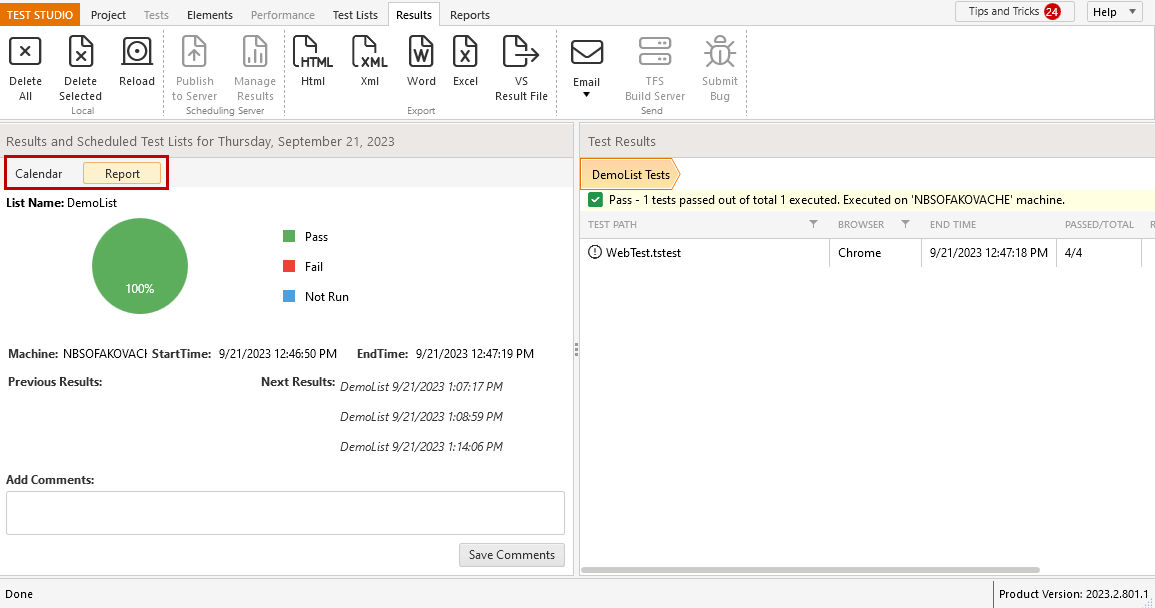 TEST STUDIO Project Tests Elements Performance Test Lists Results Reports Tips and Tricks 24 Help
HTML XML W X
Delete All
Delete Selected
Reload
Publish to Server
Manage Results
Html
Xml
Word
Excel
VS Result File
Email
TFS Build Server
Submit Bug
Local Scheduling Server Export Send
Results and Scheduled Test Lists for Thursday, September 21, 2023
Calendar Report
List Name: DemoList
100%
Pass
Fail
Not Run
Machine: NBSOFAKOVACH StartTime: 9/21/2023 12:46:50 PM EndTime: 9/21/2023 12:47:19 PM
Previous Results: Next Results: DemoList 9/21/2023 1:07:17 PM
DemoList 9/21/2023 1:08:59 PM
DemoList 9/21/2023 1:14:06 PM
Add Comments:
Save Comments
Test Results
DemoList Tests
Pass - 1 tests passed out of total 1 executed. Executed on 'NBSOFAKOVACHE' machine.
TEST PATH BROWSER END TIME PASSED/TOTAL
WebTest.tstest Chrome 9/21/2023 12:47:18 PM 4/4
Done Product Version: 2023.2.801.1